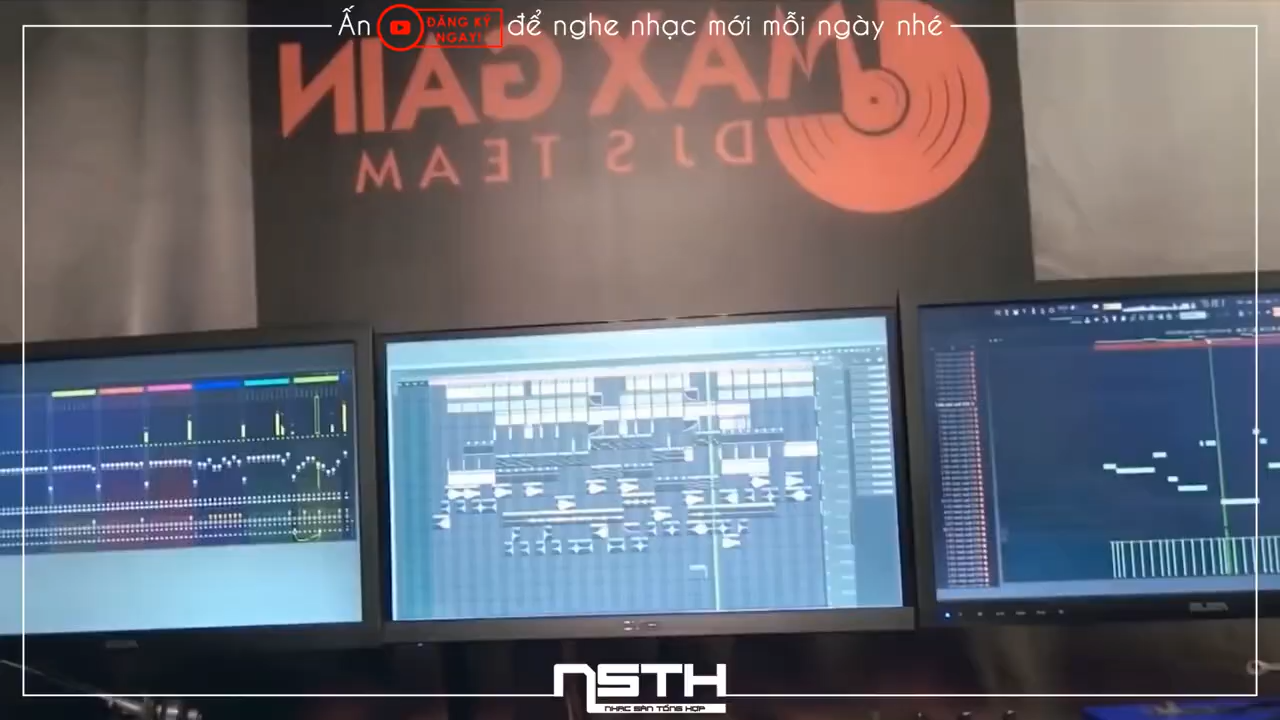 Ấn ĐĂNG KÝ NGAY! để nghe nhạc mới mỗi ngày nhé
MAX GAIN
DJ'S TEAM
NSTH
NHẠC SÀN TỔNG HỢP